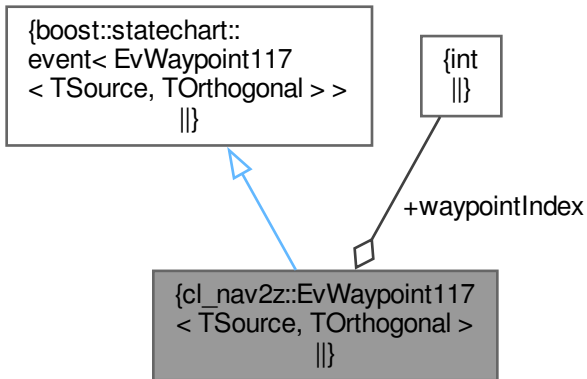 {boost::statechart::
event< EvWaypoint117
< TSource, TOrthogonal > >
||}
{int
||}
+waypointIndex
{cl_nav2z::EvWaypoint117
< TSource, TOrthogonal >
||}